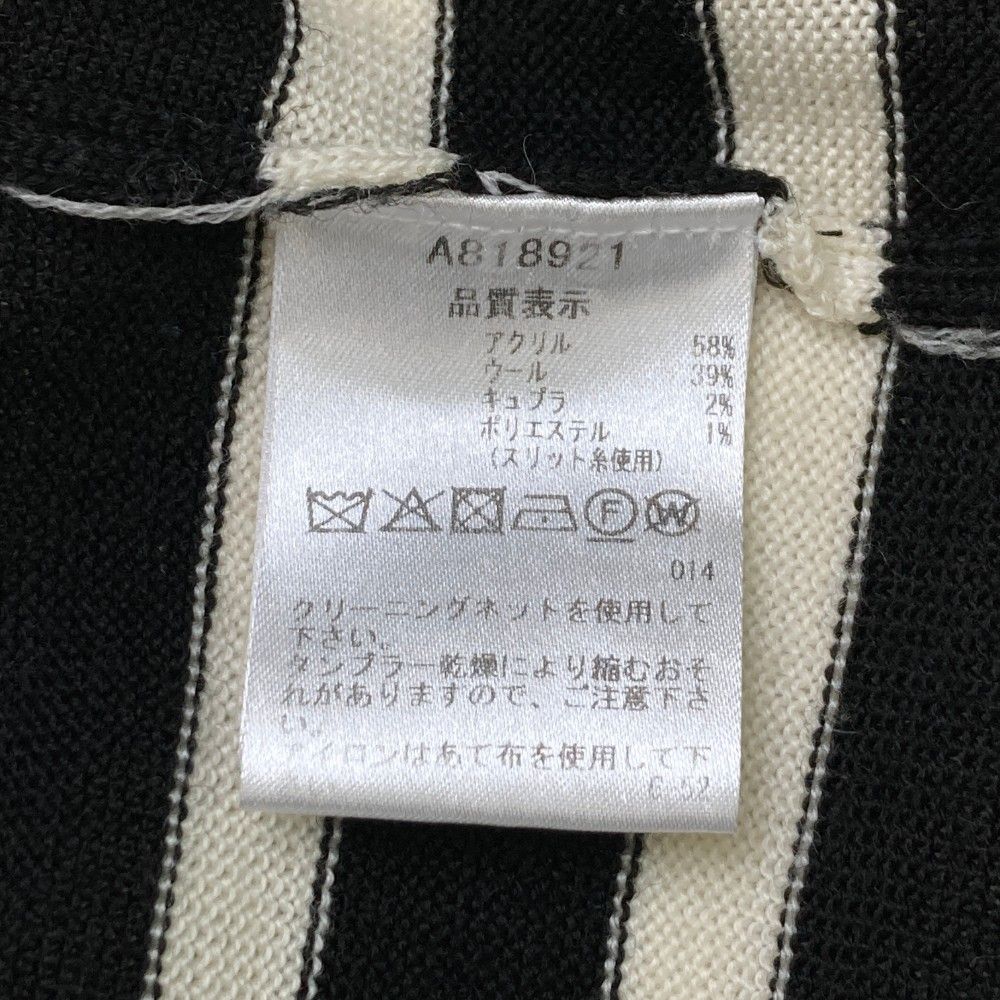 A818921
品質表示
アクリル 58%
ウール 39%
キュプラ 2%
ポリエステル 1%
(スリット糸使用)
F W
014
クリーニングネットを使用して
下さい。
タンブラー乾燥により縮むおそ
れがありますので、ご注意下さ
い。
アイロンはあて布を使用して下